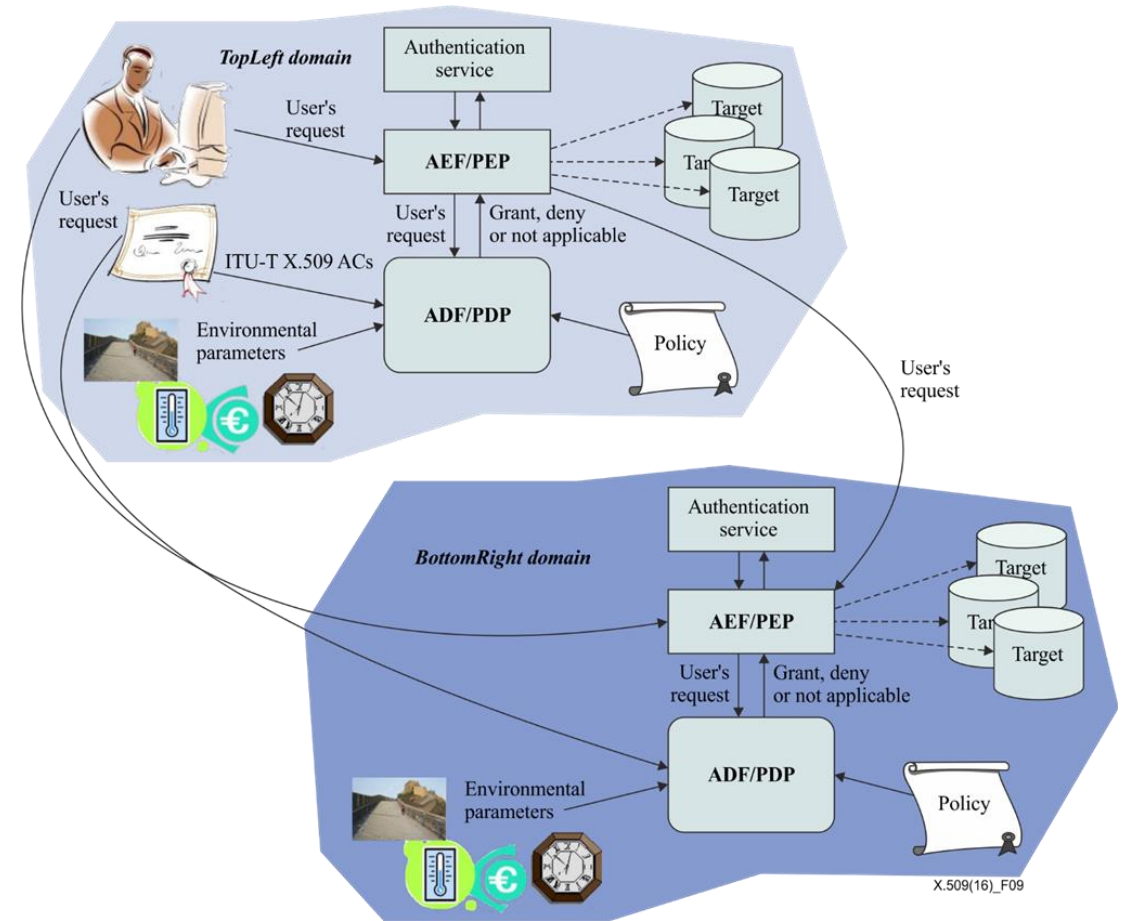 TopLeft domain
Authentication
service
User's
request
AEF/PEP
Target
Tar
Target
User's
request
User's
request
Grant, deny
or not applicable
ITU-T X.509 ACs
ADF/PDP
Environmental
parameters
Policy
User's
request
BottomRight domain
Authentication
service
AEF/PEP
Target
Tar
Target
User's
request
Grant, deny
or not applicable
ADF/PDP
Environmental
parameters
Policy
X.509(16)_F09